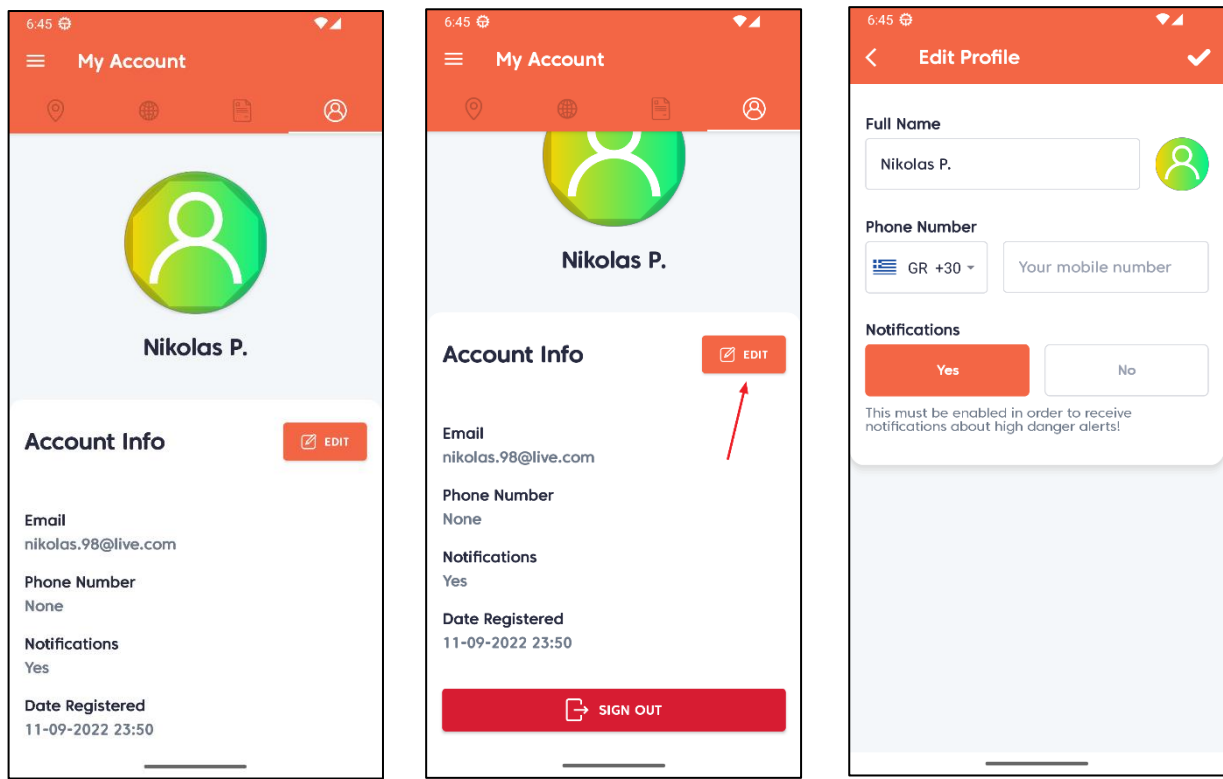 6:45
My Account
Nikolas P.
Account Info
EDIT
Email
nikolas.98@live.com
Phone Number
None
Notifications
Yes
Date Registered
11-09-2022 23:50
6:45
My Account
Nikolas P.
Account Info
EDIT
Email
nikolas.98@live.com
Phone Number
None
Notifications
Yes
Date Registered
11-09-2022 23:50
SIGN OUT
6:45
Edit Profile
Full Name
Nikolas P.
Phone Number
GR +30
Your mobile number
Notifications
Yes
No
This must be enabled in order to receive
notifications about high danger alerts!